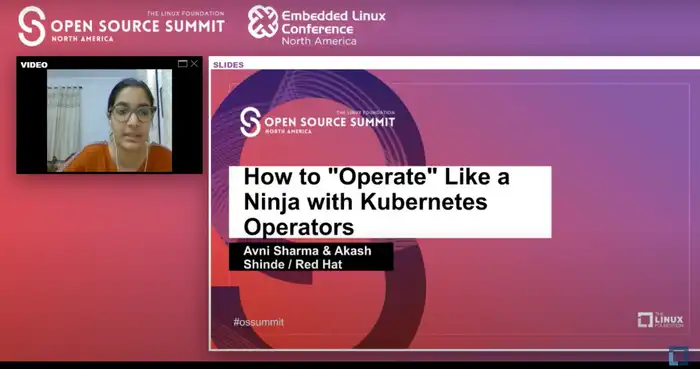 THE LINUX FOUNDATION
OPEN SOURCE SUMMIT
NORTH AMERICA
Embedded Linux
Conference
North America
VIDEO
SLIDES
THE LINUX FOUNDATION
OPEN SOURCE SUMMIT
NORTH AMERICA
How to "Operate" Like a
Ninja with Kubernetes
Operators
Avni Sharma & Akash
Shinde / Red Hat
#ossummit
THE
LINUX
FOUNDATION